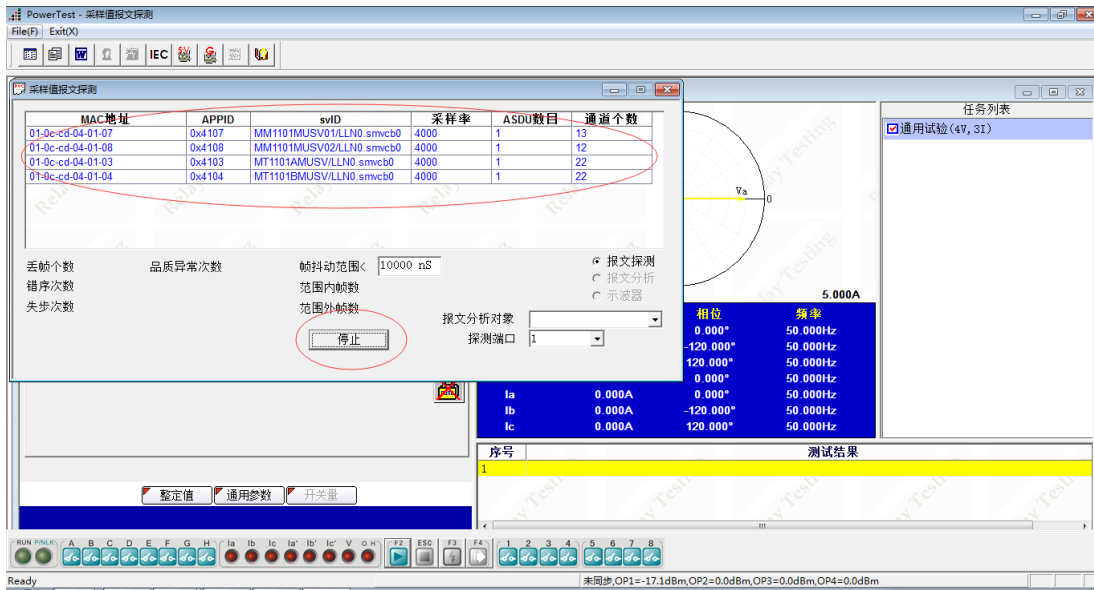 PowerTest - 采样值报文探测
File(F) Exit(X)
IEC
采样值报文探测
MAC地址 APPID svID 采样率 ASDU数目 通道个数
01-0c-cd-04-01-07 0x4107 MM1101MUSV01/LLN0.smvcb0 4000 1 13
01-0c-cd-04-01-08 0x4108 MM1101MUSV02/LLN0.smvcb0 4000 1 12
01-0c-cd-04-01-03 0x4103 MT1101AMUSV/LLN0.smvcb0 4000 1 22
01-0c-cd-04-01-04 0x4104 MT1101BMUSV/LLN0.smvcb0 4000 1 22
丢帧个数 品质异常次数 帧抖动范围< 10000 nS 报文探测
错序次数 范围内帧数 报文分析
失步次数 范围外帧数 示波器
报文分析对象
停止 探测端口 1
任务列表
通用试验(4V,3I)
Va 0
5.000A
相位 频率
0.000° 50.000Hz
-120.000° 50.000Hz
120.000° 50.000Hz
0.000° 50.000Hz
Ia 0.000A 0.000° 50.000Hz
Ib 0.000A -120.000° 50.000Hz
Ic 0.000A 120.000° 50.000Hz
序号 测试结果
1
整定值 通用参数 开关量
RUN P/NLK A B C D E F G H Ia Ib Ic Ia' Ib' Ic' V O.H F2 ESC F3 F4 1 2 3 4 5 6 7 8
Ready 未同步,OP1=-17.1dBm,OP2=0.0dBm,OP3=0.0dBm,OP4=0.0dBm